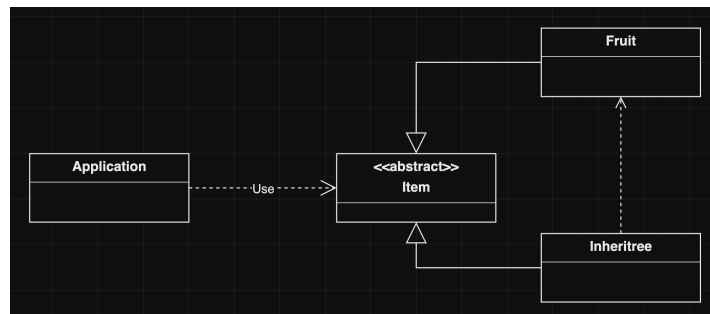 Fruit
Application
Use
<<abstract>>
Item
Inheritree